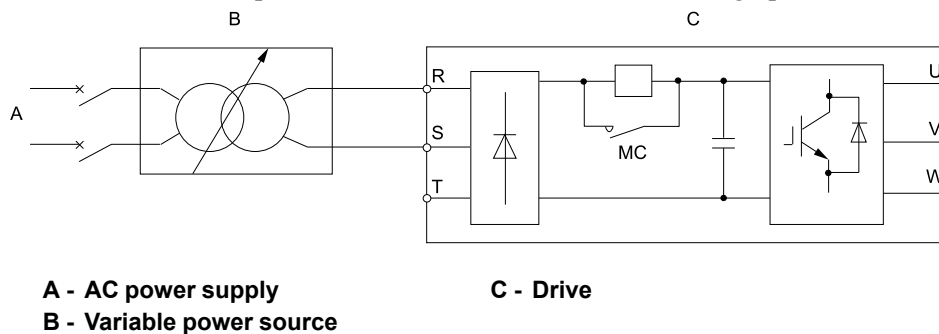 B
C
A
R
S
T
MC
U
V
W
A - AC power supply
B - Variable power source
C - Drive